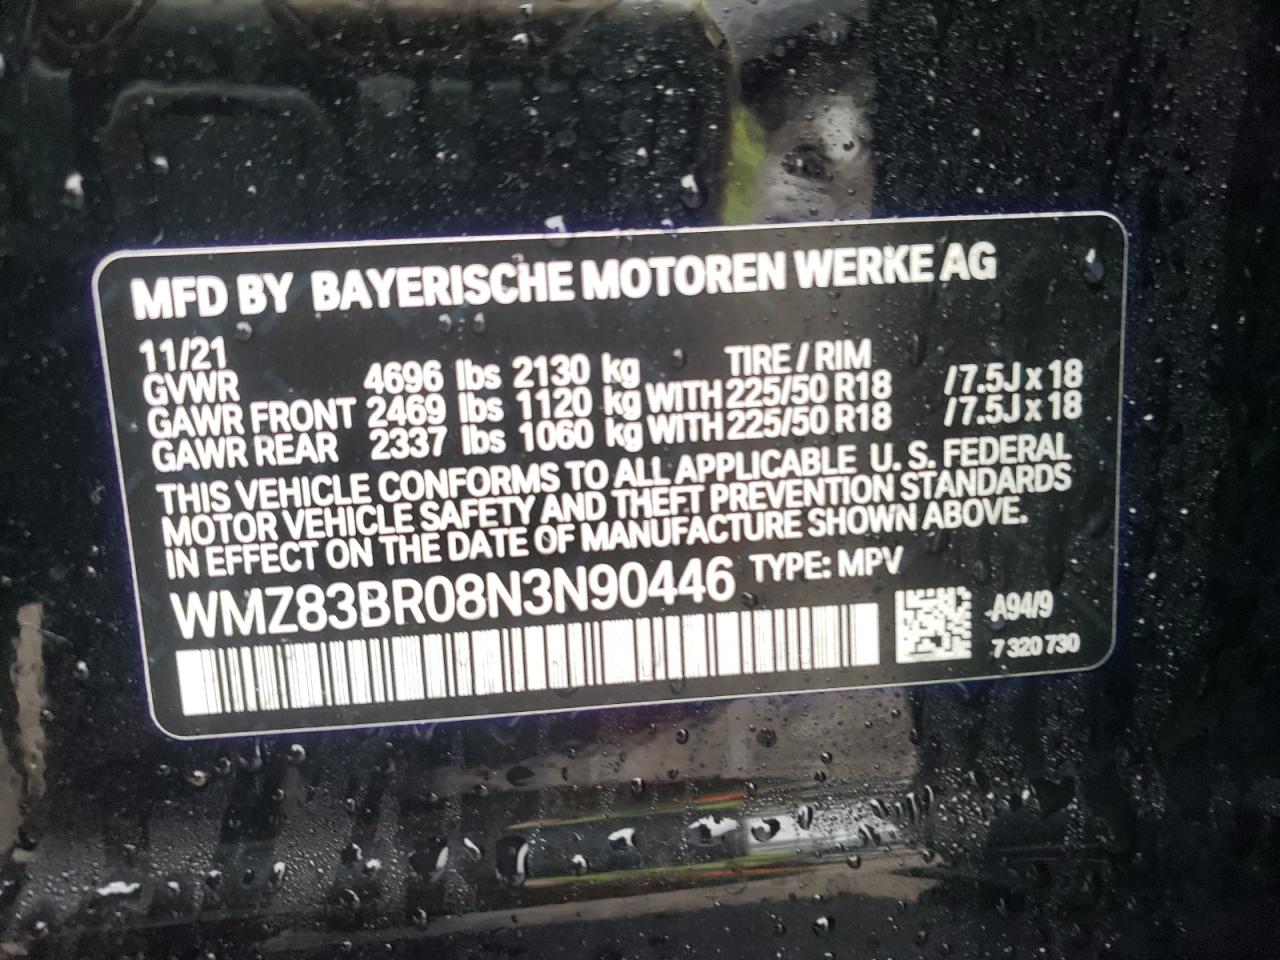 MFD BY BAYERISCHE MOTOREN WERKE AG
11/21 TIRE / RIM
GVWR 4696 lbs 2130 kg
GAWR FRONT 2469 lbs 1120 kg WITH 225/50 R18 /7.5J x 18
GAWR REAR 2337 lbs 1060 kg WITH 225/50 R18 /7.5J x 18
THIS VEHICLE CONFORMS TO ALL APPLICABLE U. S. FEDERAL
MOTOR VEHICLE SAFETY AND THEFT PREVENTION STANDARDS
IN EFFECT ON THE DATE OF MANUFACTURE SHOWN ABOVE.
WMZ83BR08N3N90446 TYPE: MPV
A94/9
7 320 730